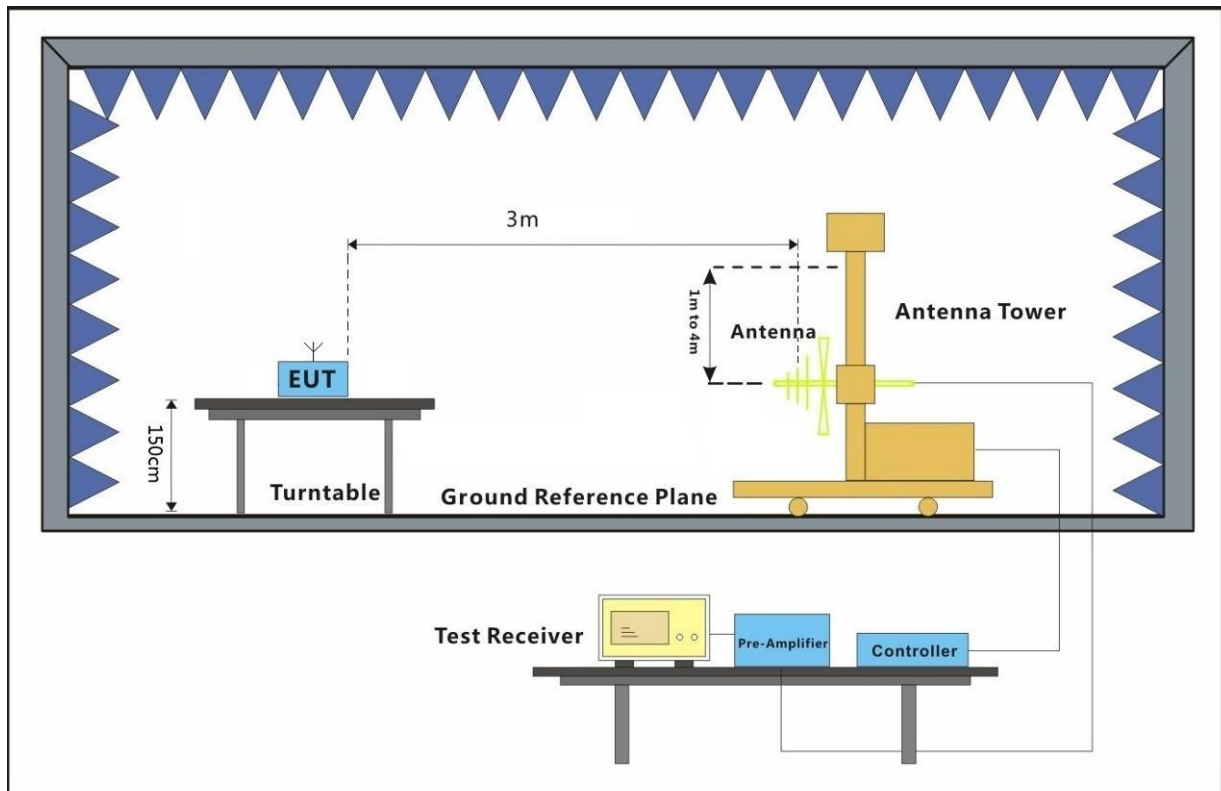 3m
1m to 4m
Antenna
Antenna Tower
EUT
150cm
Turntable
Ground Reference Plane
Test Receiver
Pre-Amplifier
Controller